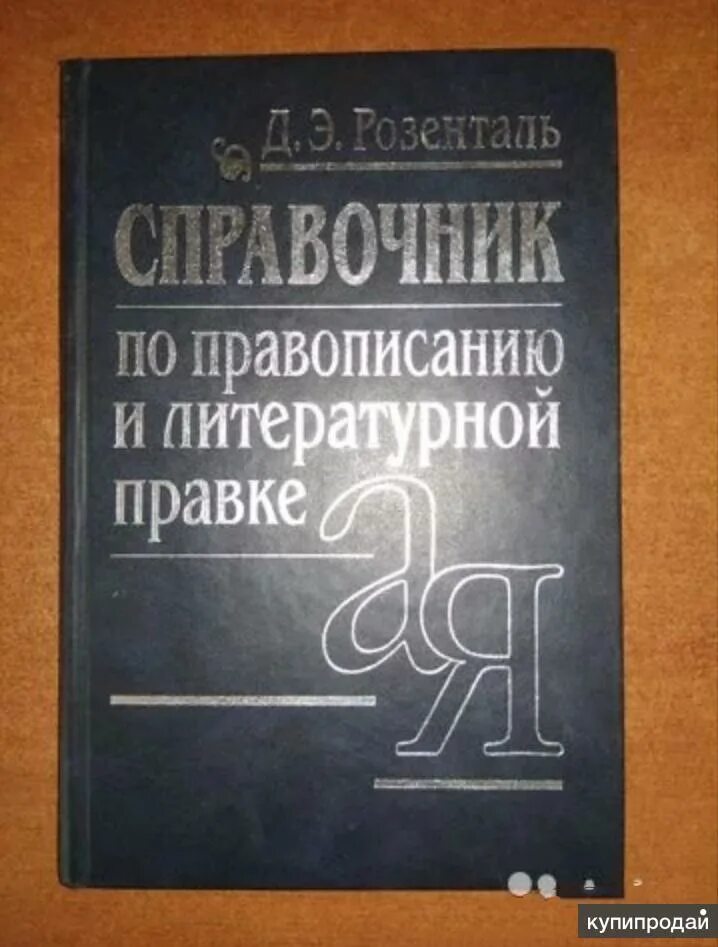 Д. Э. Розенталь
СПРАВОЧНИК
по правописанию
и литературной
правке
а
Я
купипродай